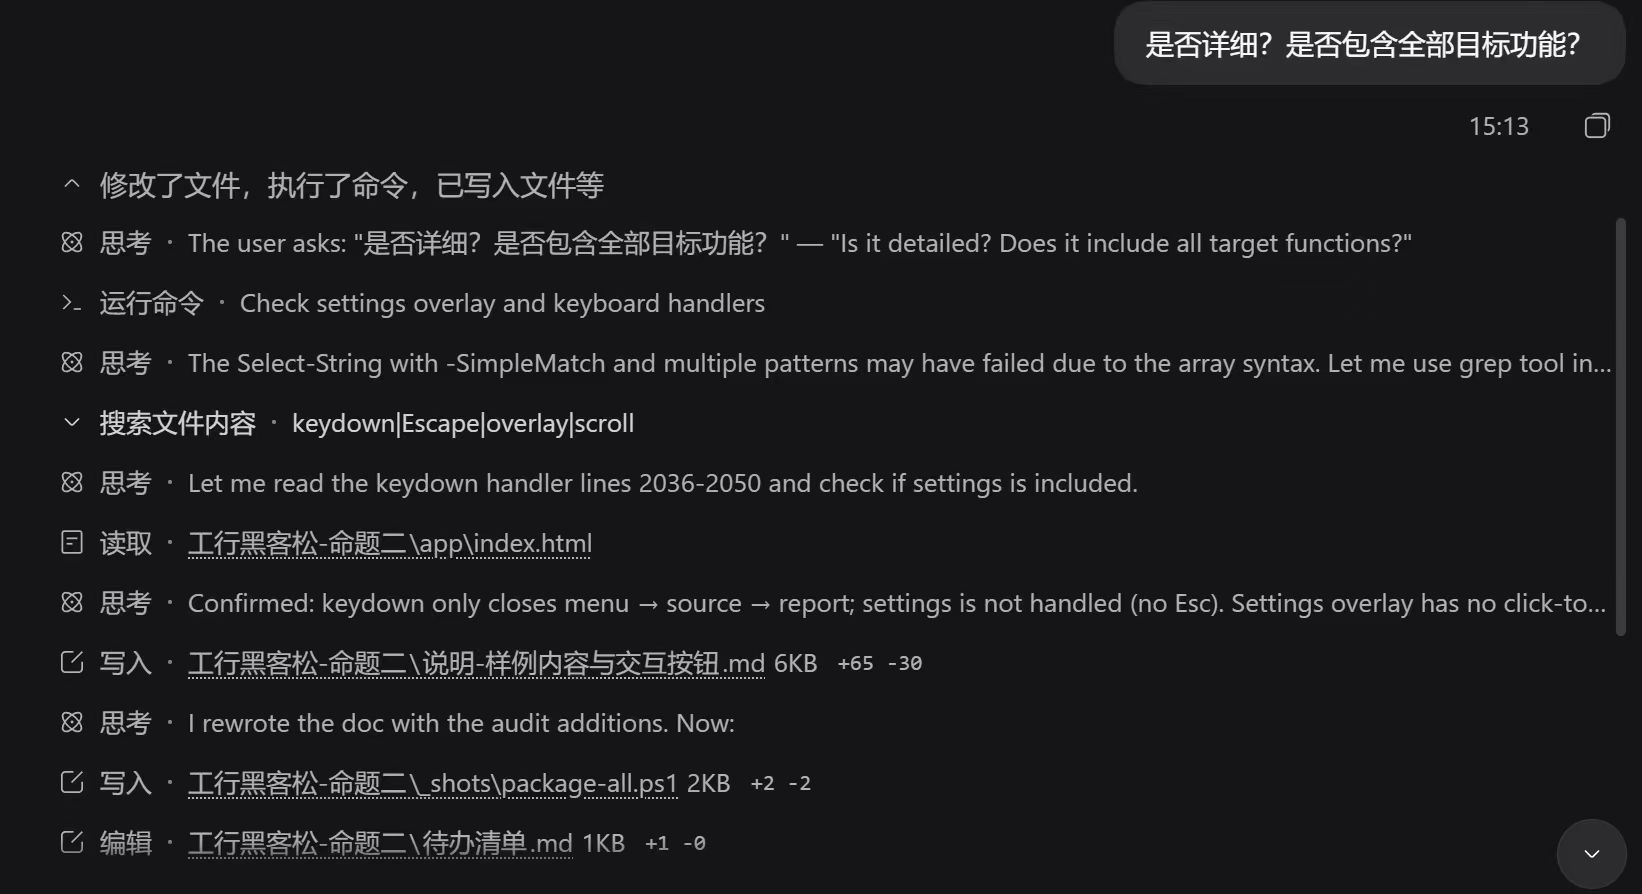 是否详细？是否包含全部目标功能？
15:13
修改了文件，执行了命令，已写入文件等
思考 · The user asks: "是否详细？是否包含全部目标功能？" — "Is it detailed? Does it include all target functions?"
运行命令 · Check settings overlay and keyboard handlers
思考 · The Select-String with -SimpleMatch and multiple patterns may have failed due to the array syntax. Let me use grep tool in...
搜索文件内容 · keydown|Escape|overlay|scroll
思考 · Let me read the keydown handler lines 2036-2050 and check if settings is included.
读取 · 工行黑客松-命题二\app\index.html
思考 · Confirmed: keydown only closes menu → source → report; settings is not handled (no Esc). Settings overlay has no click-to...
写入 · 工行黑客松-命题二\说明-样例内容与交互按钮.md 6KB +65 -30
思考 · I rewrote the doc with the audit additions. Now:
写入 · 工行黑客松-命题二\_shots\package-all.ps1 2KB +2 -2
编辑 · 工行黑客松-命题二\待办清单.md 1KB +1 -0